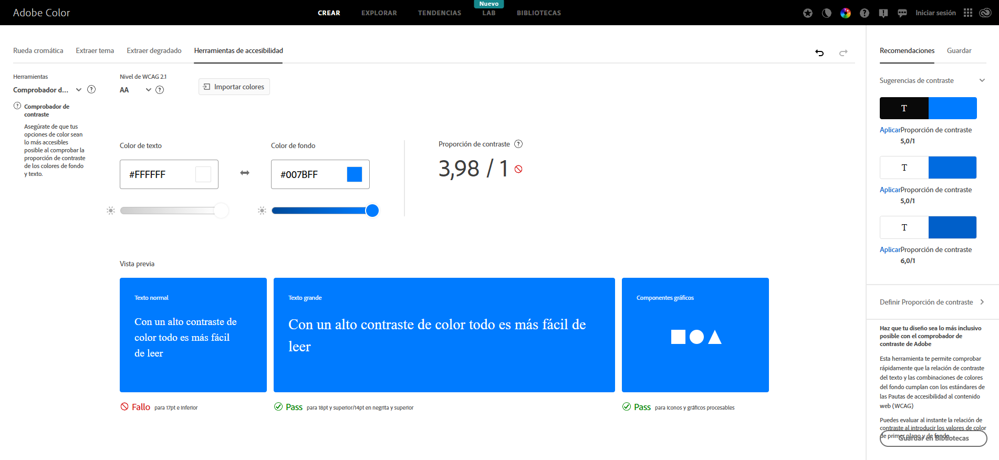 Adobe Color
CREAR
EXPLORAR
TENDENCIAS
Nuevo
LAB
BIBLIOTECAS
Iniciar sesión
Rueda cromática
Extraer tema
Extraer degradado
Herramientas de accesibilidad
Herramientas
Comprobador d...
Comprobador de
contraste
Asegúrate de que tus
opciones de color sean
lo más accesibles
posible al comprobar la
proporción de contraste
de los colores de fondo
y texto.
Nivel de WCAG 2.1
AA
Importar colores
Color de texto
#FFFFFF
Color de fondo
#007BFF
Proporción de contraste
3,98 / 1
Vista previa
Texto normal
Con un alto contraste de
color todo es más fácil
de leer
Fallo para 17pt e inferior
Texto grande
Con un alto contraste de color todo es más fácil de
leer
Pass para 18pt y superior/14pt en negrita y superior
Componentes gráficos
Pass para iconos y gráficos procesables
Recomendaciones
Guardar
Sugerencias de contraste
T
Aplicar Proporción de contraste
5,0/1
T
Aplicar Proporción de contraste
5,0/1
T
Aplicar Proporción de contraste
6,0/1
Definir Proporción de contraste
Haz que tu diseño sea lo más inclusivo
posible con el comprobador de
contraste de Adobe
Esta herramienta te permite comprobar
rápidamente que la relación de contraste
del texto y las combinaciones de colores
del fondo cumplan con los estándares de
las Pautas de accesibilidad al contenido
web (WCAG)
Puedes evaluar al instante la relación de
contraste al introducir los valores de color
de primer plano y de fondo
Guardar en Bibliotecas